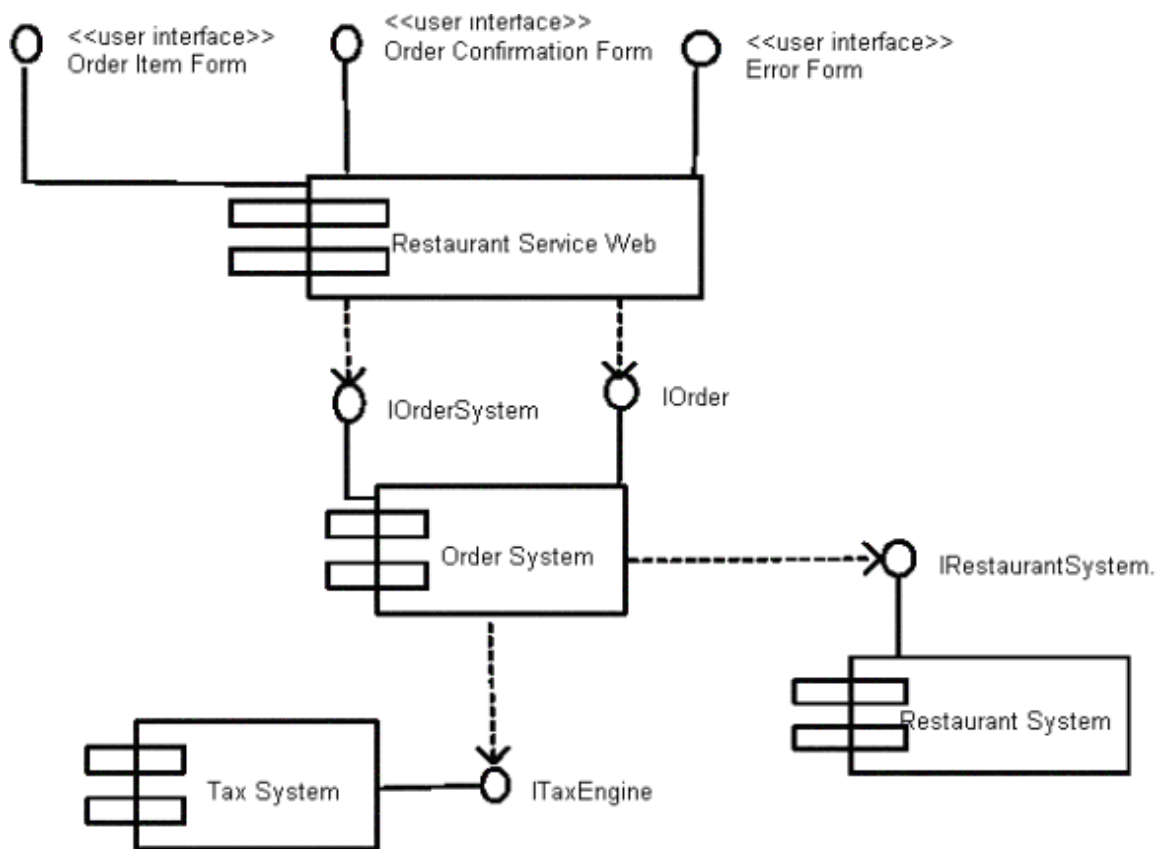 <<user interface>>
Order Item Form
<<user interface>>
Order Confirmation Form
<<user interface>>
Error Form
Restaurant Service Web
IOrderSystem
IOrder
Order System
IRestaurantSystem.
Restaurant System
Tax System
ITaxEngine